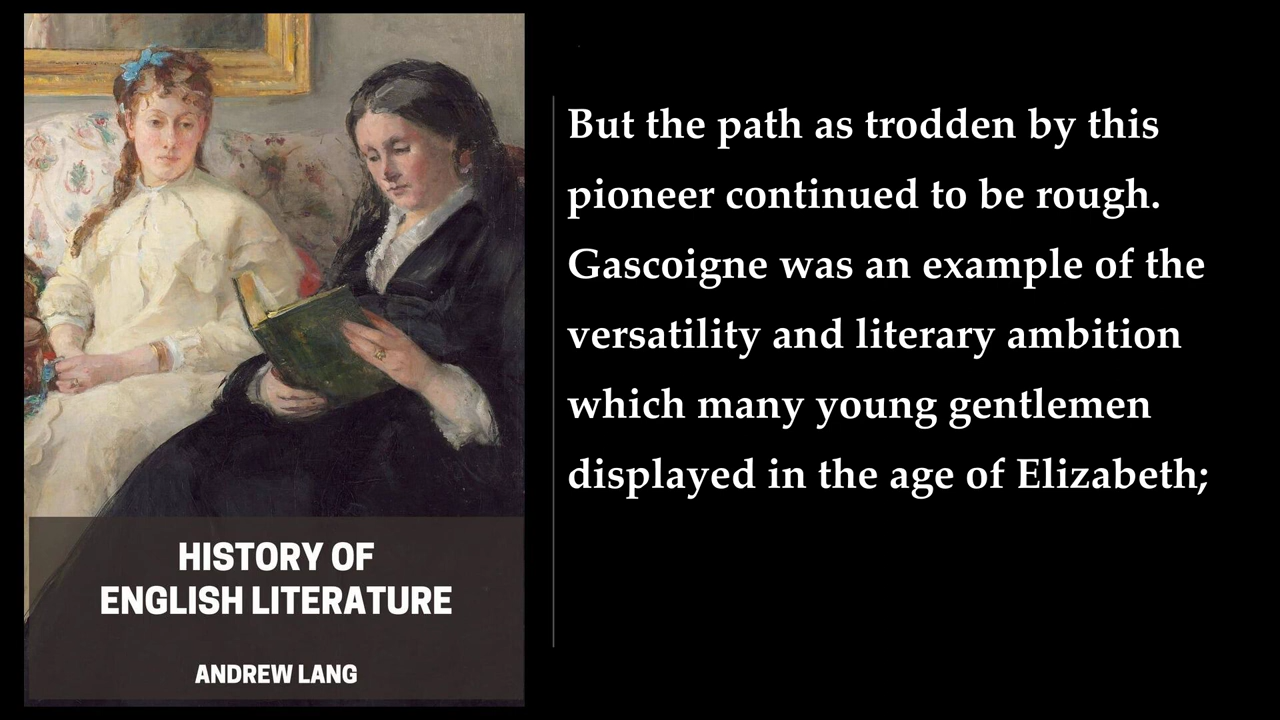 HISTORY OF
ENGLISH LITERATURE
ANDREW LANG
But the path as trodden by this
pioneer continued to be rough.
Gascoigne was an example of the
versatility and literary ambition
which many young gentlemen
displayed in the age of Elizabeth;